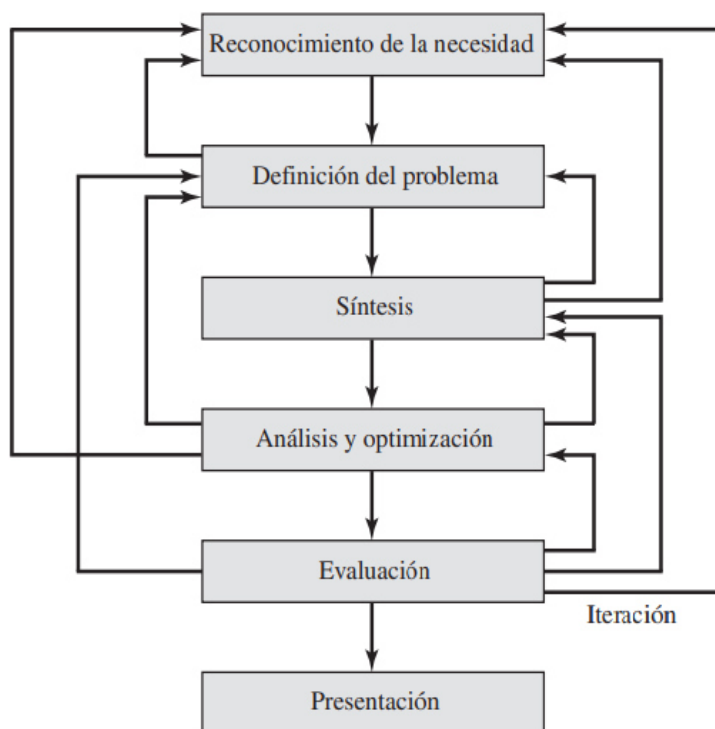 Reconocimiento de la necesidad
Definición del problema
Síntesis
Análisis y optimización
Evaluación
Iteración
Presentación